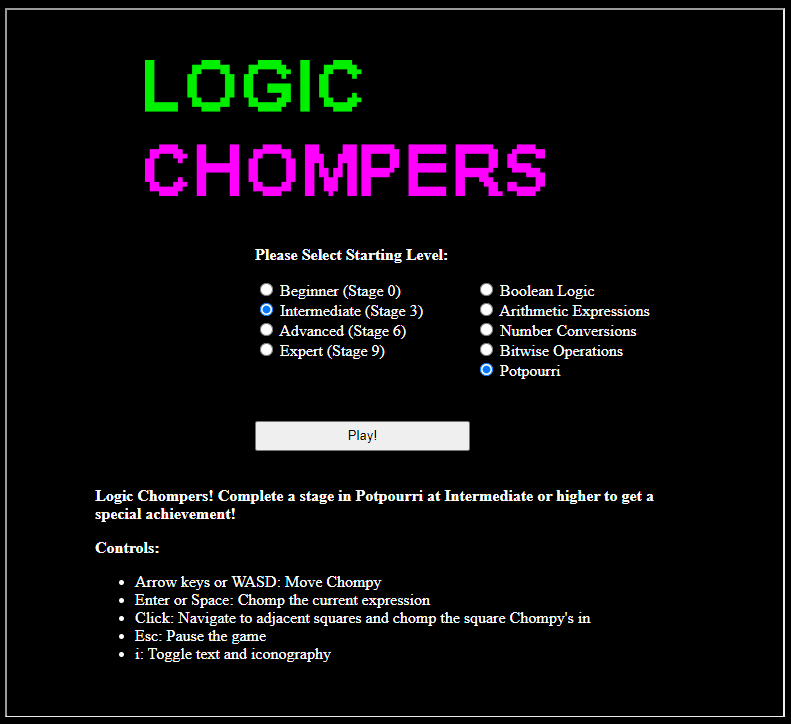 LOGIC
CHOMPERS
Please Select Starting Level:
Beginner (Stage 0)
Intermediate (Stage 3)
Advanced (Stage 6)
Expert (Stage 9)
Boolean Logic
Arithmetic Expressions
Number Conversions
Bitwise Operations
Potpourri
Play!
Logic Chompers! Complete a stage in Potpourri at Intermediate or higher to get a
special achievement!
Controls:
• Arrow keys or WASD: Move Chompy
• Enter or Space: Chomp the current expression
• Click: Navigate to adjacent squares and chomp the square Chompy's in
• Esc: Pause the game
• i: Toggle text and iconography